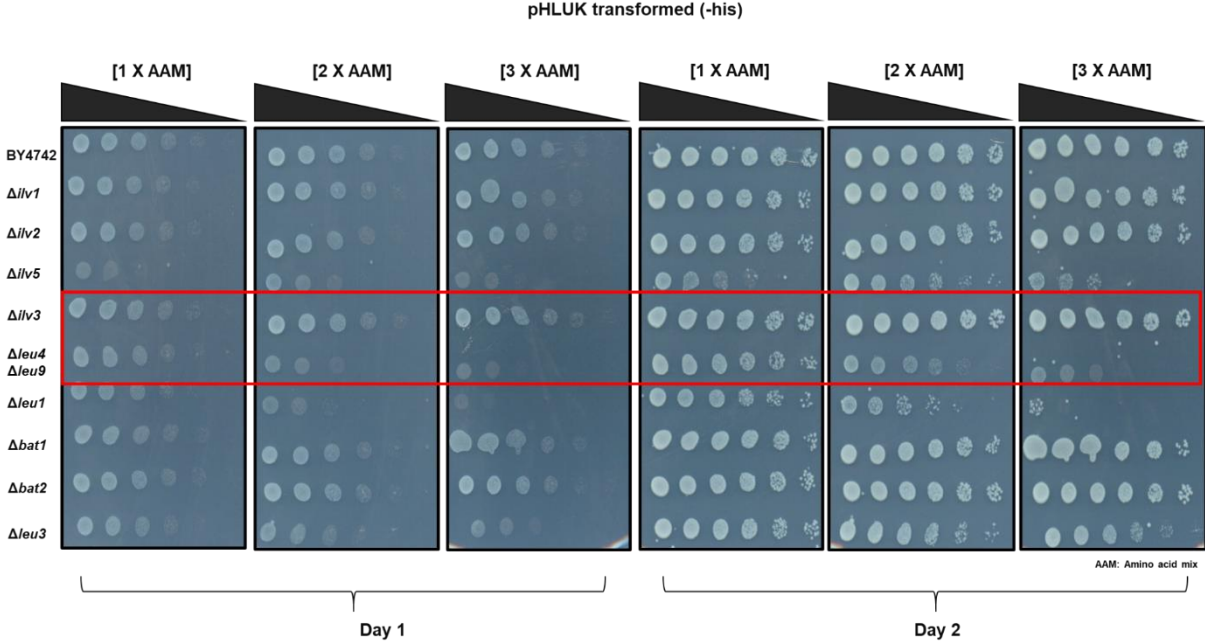 pHLUK transformed (-his)
[1 X AAM] [2 X AAM] [3 X AAM] [1 X AAM] [2 X AAM] [3 X AAM]
BY4742
Δilv1
Δilv2
Δilv5
Δilv3
Δleu4
Δleu9
Δleu1
Δbat1
Δbat2
Δleu3
AAM: Amino acid mix
Day 1 Day 2